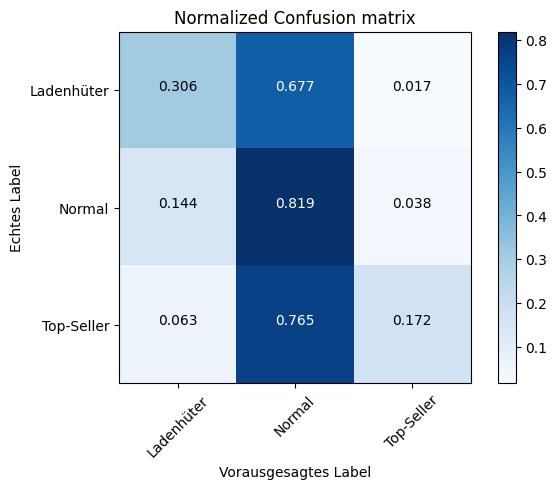 Normalized Confusion matrix
Echtes Label
Ladenhüter
0.306 0.677 0.017
Normal
0.144 0.819 0.038
Top-Seller
0.063 0.765 0.172
Ladenhüter
Normal
Top-Seller
Vorausgesagtes Label
0.8
0.7
0.6
0.5
0.4
0.3
0.2
0.1